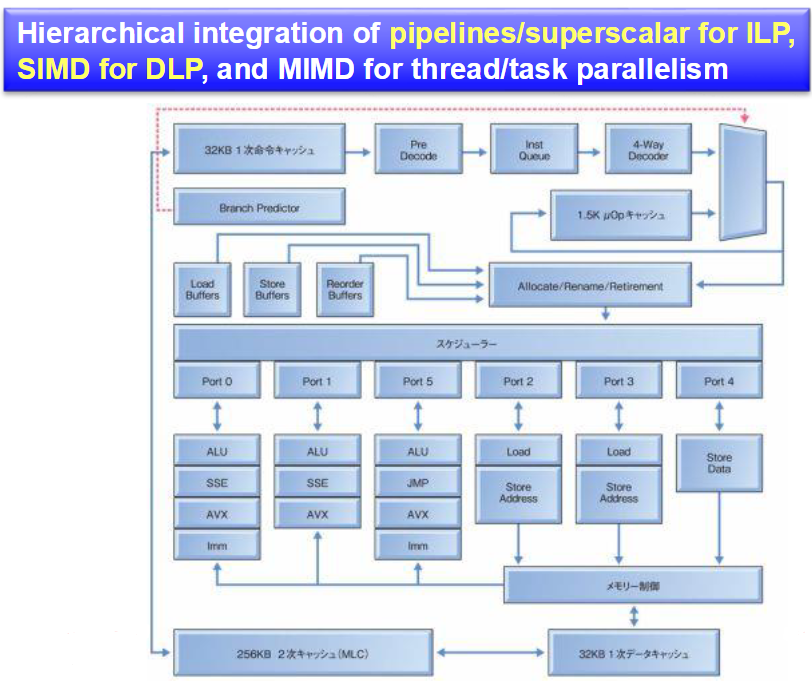 Hierarchical integration of pipelines/superscalar for ILP,
SIMD for DLP, and MIMD for thread/task parallelism
32KB 1次命令キャッシュ
Pre
Decode
Inst
Queue
4-Way
Decoder
Branch Predictor
1.5K μOpキャッシュ
Load
Buffers
Store
Buffers
Reorder
Buffers
Allocate/Rename/Retirement
スケジューラー
Port 0
Port 1
Port 5
Port 2
Port 3
Port 4
ALU
SSE
AVX
Imm
ALU
SSE
AVX
ALU
JMP
AVX
Imm
Load
Store
Address
Load
Store
Address
Store
Data
メモリー制御
256KB 2次キャッシュ(MLC)
32KB 1次データキャッシュ